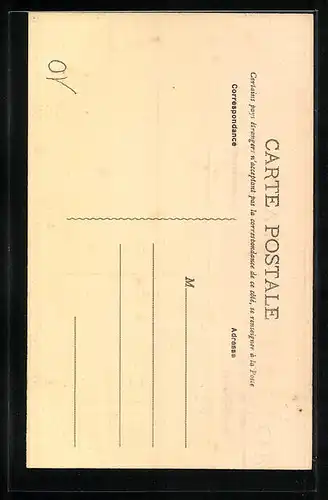 CARTE POSTALE
Certains pays étrangers n'acceptant pas la correspondance de ce côté, se renseigner à la Poste
Correspondance
Adresse
M